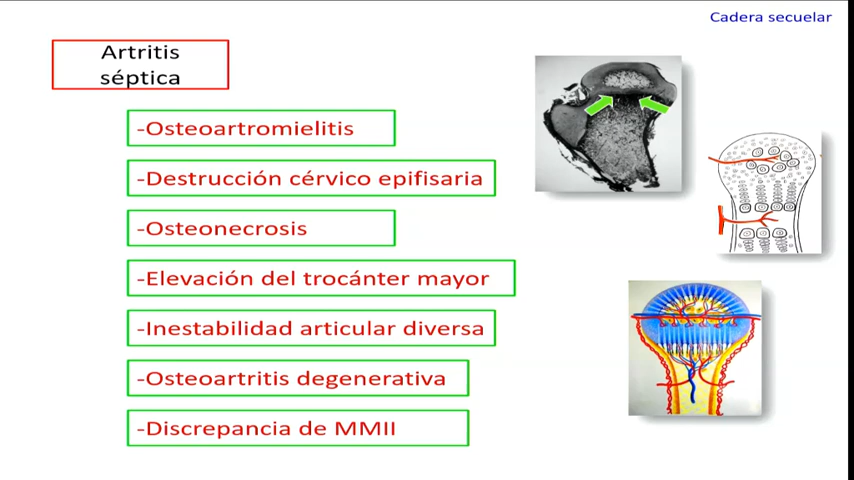 Cadera secuelar
Artritis
séptica
-Osteoartromielitis
-Destrucción cérvico epifisaria
-Osteonecrosis
-Elevación del trocánter mayor
-Inestabilidad articular diversa
-Osteoartritis degenerativa
-Discrepancia de MMII